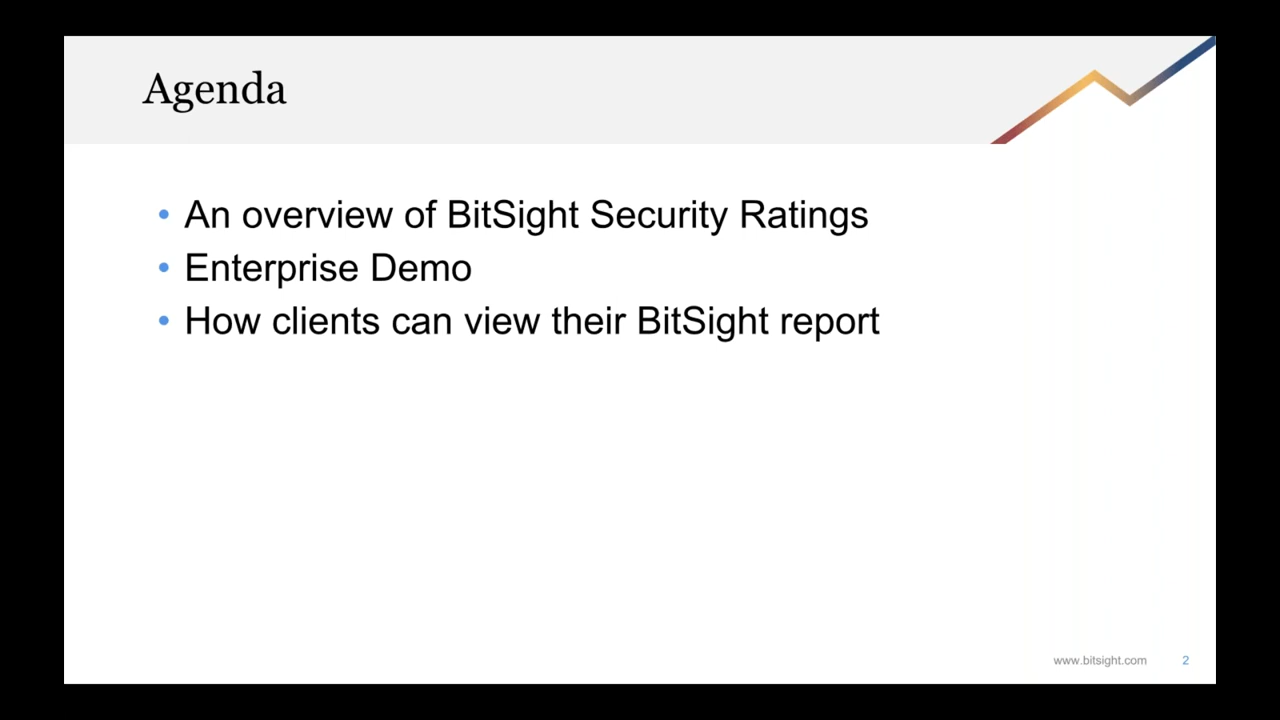 Agenda
• An overview of BitSight Security Ratings
• Enterprise Demo
• How clients can view their BitSight report
www.bitsight.com 2